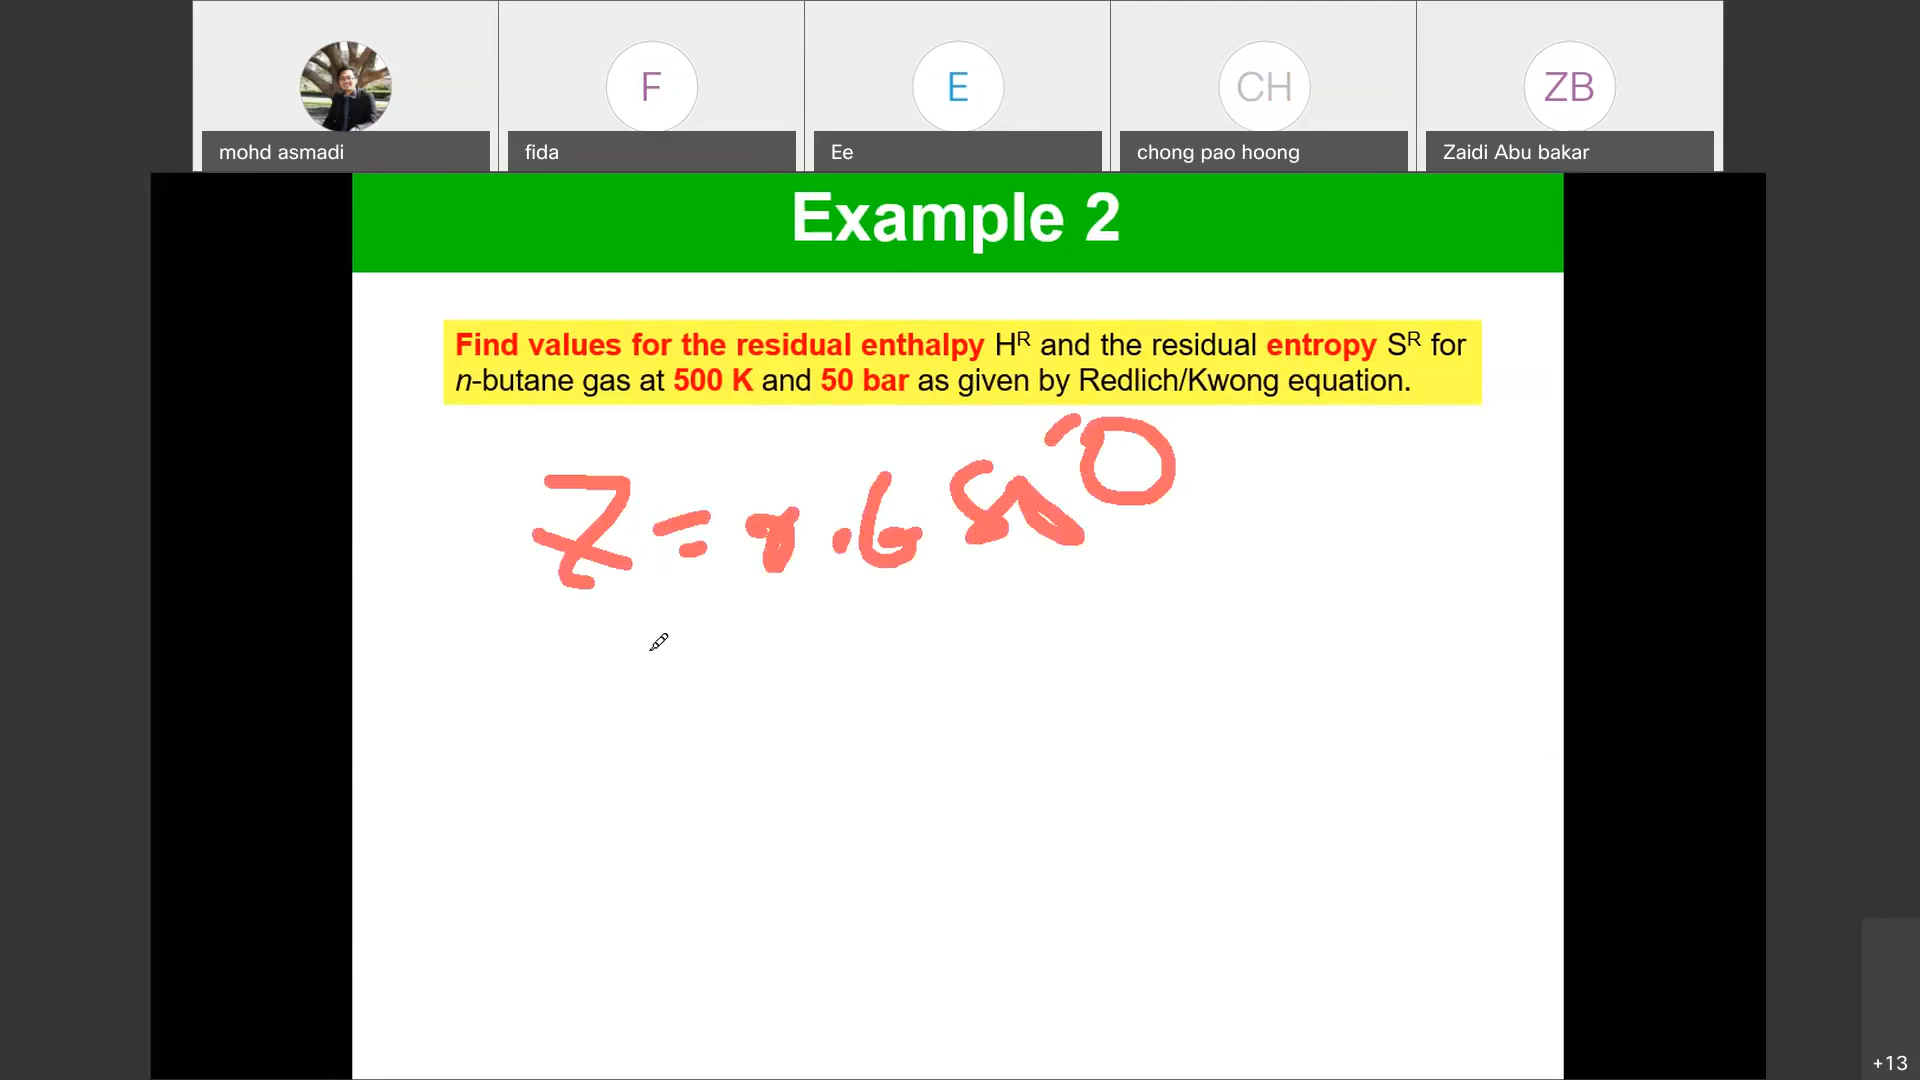 F
E
CH
ZB
mohd asmadi
fida
Ee
chong pao hoong
Zaidi Abu bakar
Example 2
Find values for the residual enthalpy Hᴿ and the residual entropy Sᴿ for
n-butane gas at 500 K and 50 bar as given by Redlich/Kwong equation.
Z =
+13